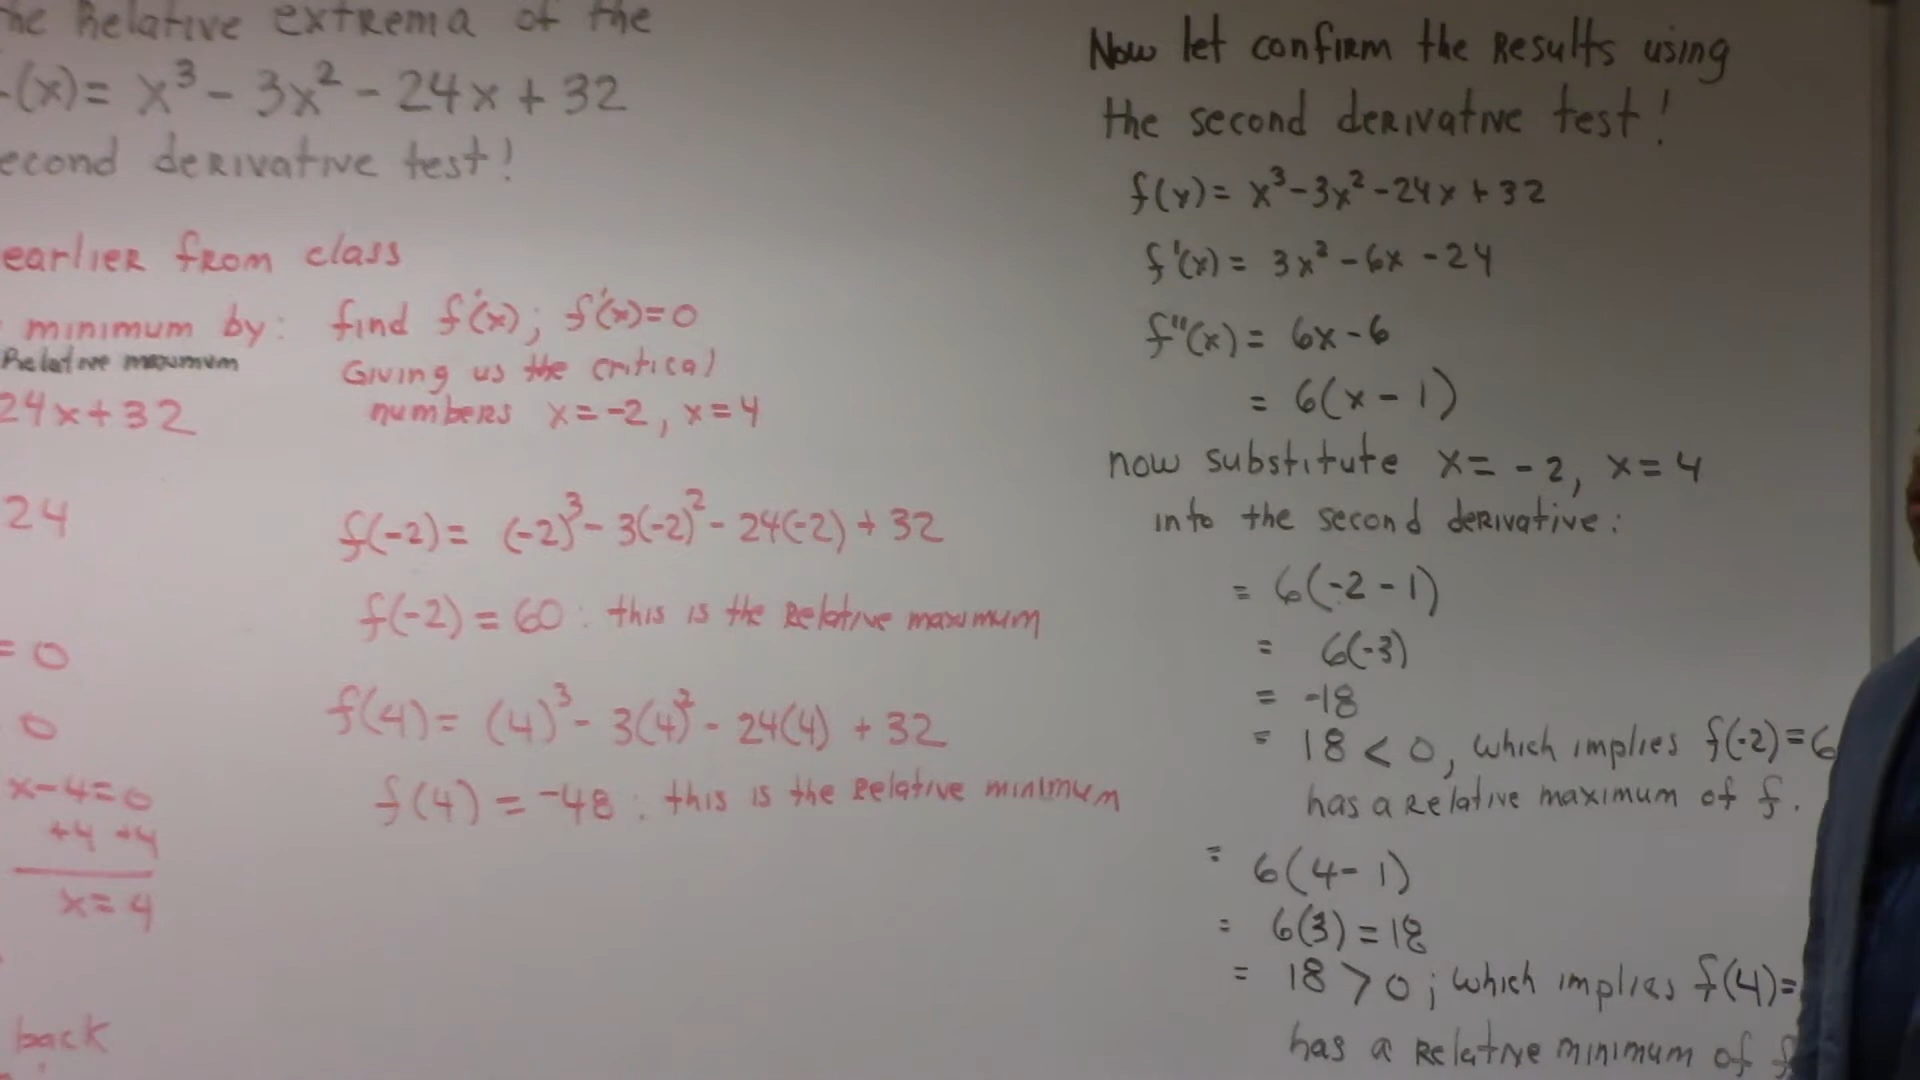 the Relative extrema of the
f(x)= x³ - 3x² - 24x + 32
second derivative test!
earlier from class
minimum by: find f'(x); f'(x)=0
Relative maximum
Giving us the critical
24x+32
numbers x=-2, x=4
24
f(-2)= (-2)³ - 3(-2)² - 24(-2) + 32
f(-2) = 60 : this is the Relative maximum
= 0
f(4)= (4)³ - 3(4)² - 24(4) + 32
0
x-4=0
f(4) = -48 : this is the Relative minimum
+4 +4
x=4
back
Now let confirm the Results using
the second derivative test!
f(x)= x³-3x²-24x+32
f'(x)= 3x²-6x-24
f"(x)= 6x-6
= 6(x-1)
now substitute x=-2, x=4
into the second derivative:
= 6(-2-1)
= 6(-3)
= -18
= 18 < 0, which implies f(-2)=6
has a Relative maximum of f.
= 6(4-1)
= 6(3)=18
= 18 > 0; which implies f(4)=
has a Relative minimum of f